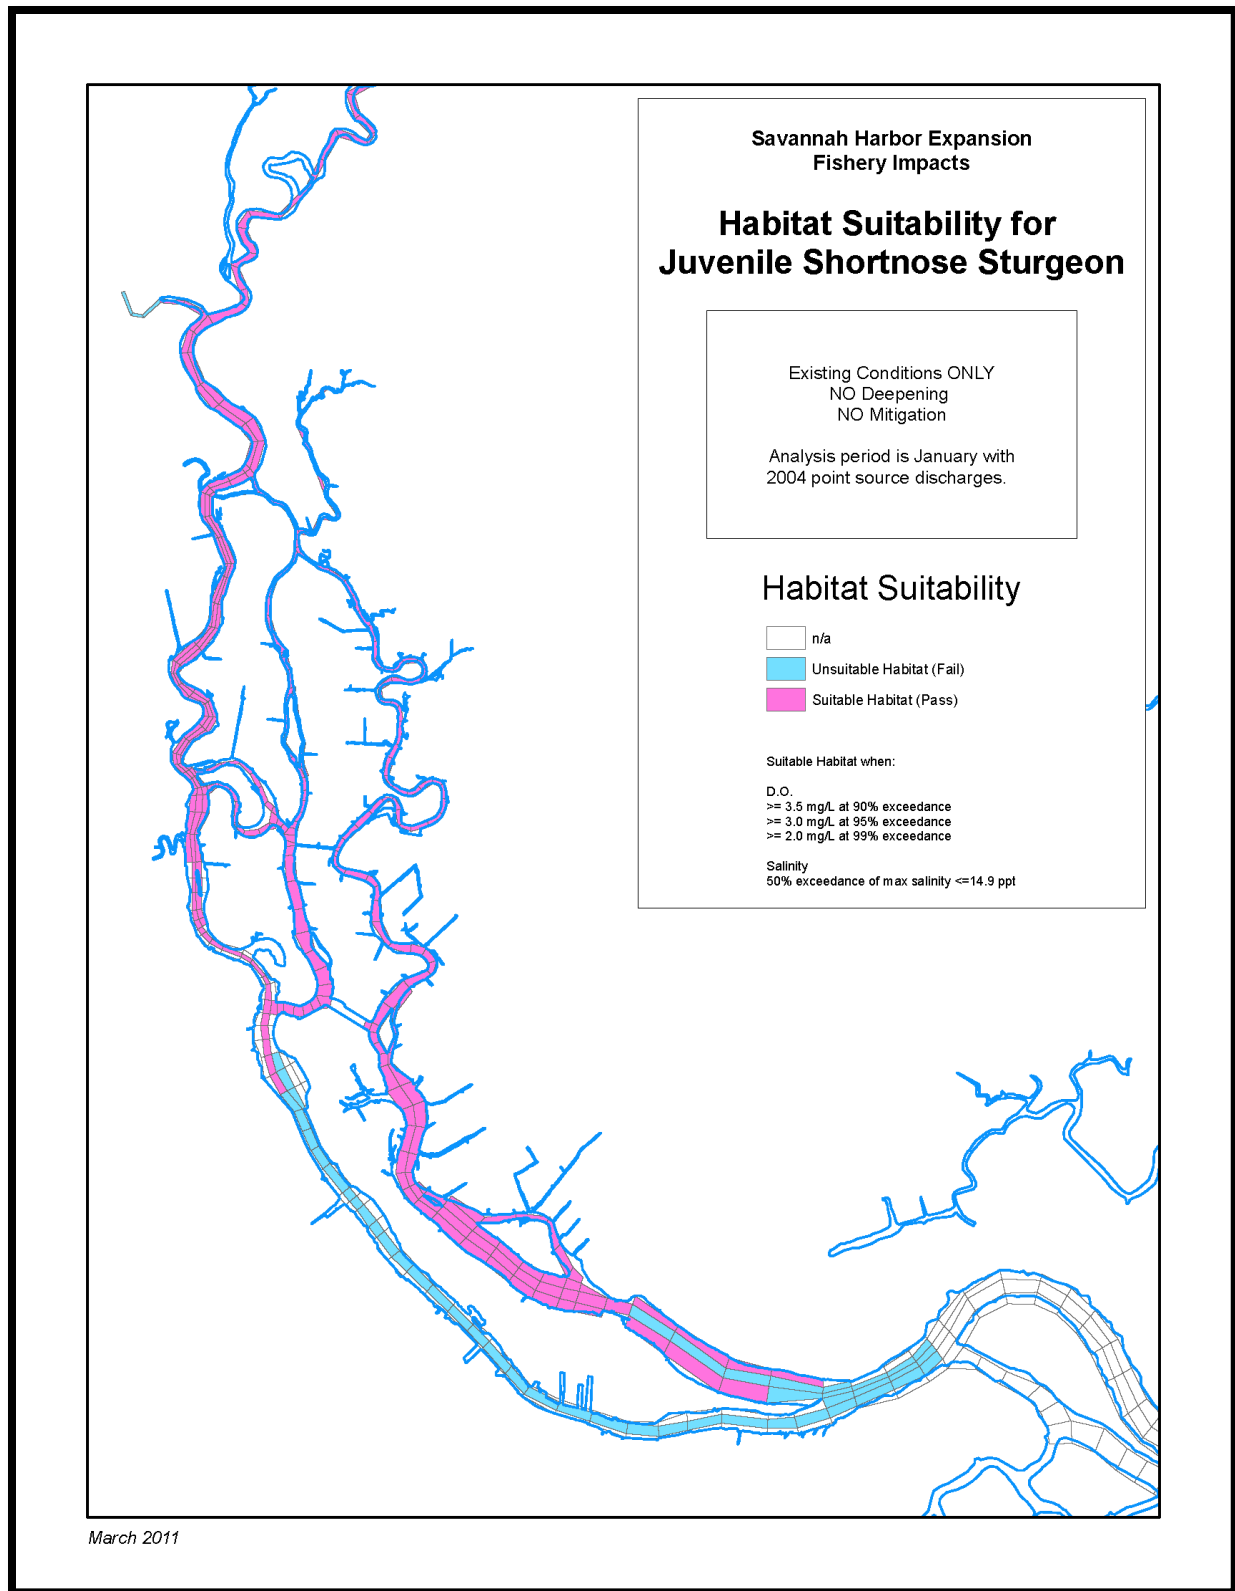 Savannah Harbor Expansion
Fishery Impacts
Habitat Suitability for
Juvenile Shortnose Sturgeon
Existing Conditions ONLY
NO Deepening
NO Mitigation
Analysis period is January with
2004 point source discharges.
Habitat Suitability
n/a
Unsuitable Habitat (Fail)
Suitable Habitat (Pass)
Suitable Habitat when:
D.O.
>= 3.5 mg/L at 90% exceedance
>= 3.0 mg/L at 95% exceedance
>= 2.0 mg/L at 99% exceedance
Salinity
50% exceedance of max salinity <=14.9 ppt
March 2011